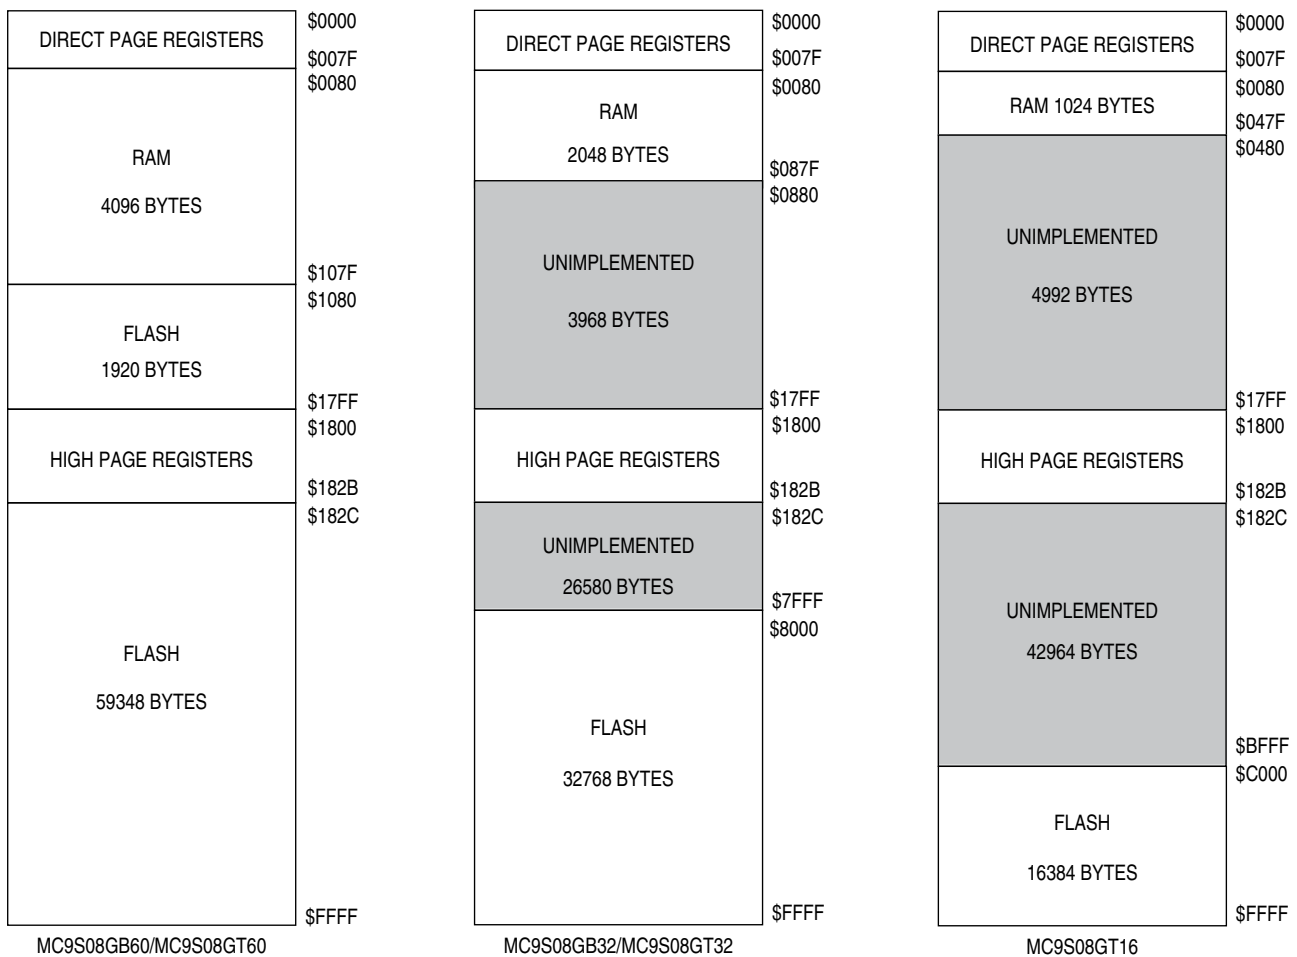 DIRECT PAGE REGISTERS
$0000
$007F
$0080
RAM
4096 BYTES
$107F
$1080
FLASH
1920 BYTES
$17FF
$1800
HIGH PAGE REGISTERS
$182B
$182C
FLASH
59348 BYTES
$FFFF
MC9S08GB60/MC9S08GT60
DIRECT PAGE REGISTERS
$0000
$007F
$0080
RAM
2048 BYTES
$087F
$0880
UNIMPLEMENTED
3968 BYTES
$17FF
$1800
HIGH PAGE REGISTERS
$182B
$182C
UNIMPLEMENTED
26580 BYTES
$7FFF
$8000
FLASH
32768 BYTES
$FFFF
MC9S08GB32/MC9S08GT32
DIRECT PAGE REGISTERS
$0000
$007F
$0080
RAM 1024 BYTES
$047F
$0480
UNIMPLEMENTED
4992 BYTES
$17FF
$1800
HIGH PAGE REGISTERS
$182B
$182C
UNIMPLEMENTED
42964 BYTES
$BFFF
$C000
FLASH
16384 BYTES
$FFFF
MC9S08GT16